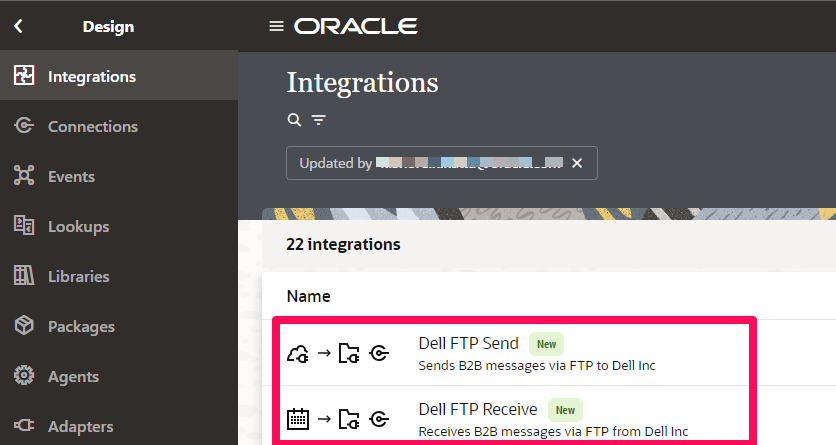 Design
ORACLE
Integrations
Connections
Events
Lookups
Libraries
Packages
Agents
Adapters
Integrations
Updated by
22 integrations
Name
Dell FTP Send New
Sends B2B messages via FTP to Dell Inc
Dell FTP Receive New
Receives B2B messages via FTP from Dell Inc